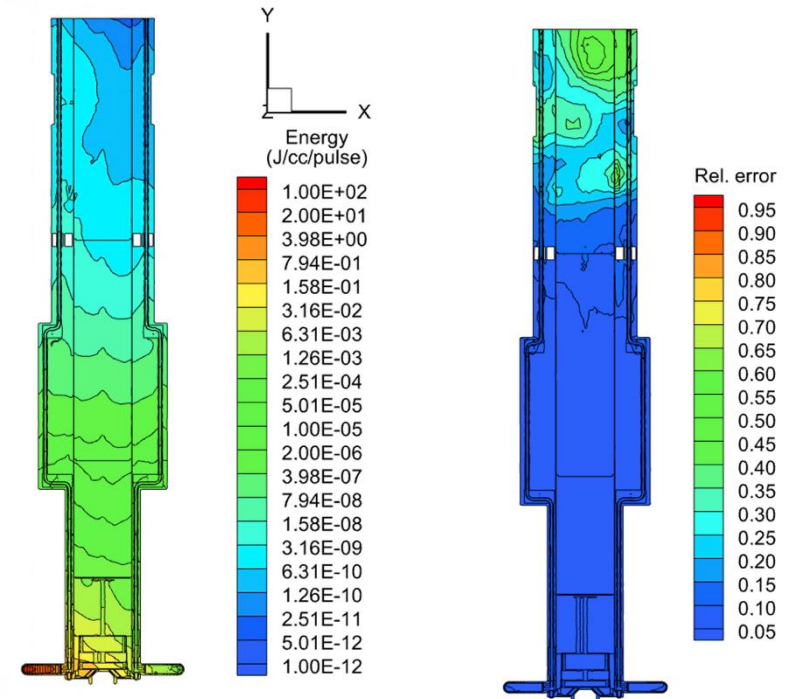 Y
Z
X
Energy
(J/cc/pulse)
1.00E+02
2.00E+01
3.98E+00
7.94E-01
1.58E-01
3.16E-02
6.31E-03
1.26E-03
2.51E-04
5.01E-05
1.00E-05
2.00E-06
3.98E-07
7.94E-08
1.58E-08
3.16E-09
6.31E-10
1.26E-10
2.51E-11
5.01E-12
1.00E-12
Rel. error
0.95
0.90
0.85
0.80
0.75
0.70
0.65
0.60
0.55
0.50
0.45
0.40
0.35
0.30
0.25
0.20
0.15
0.10
0.05